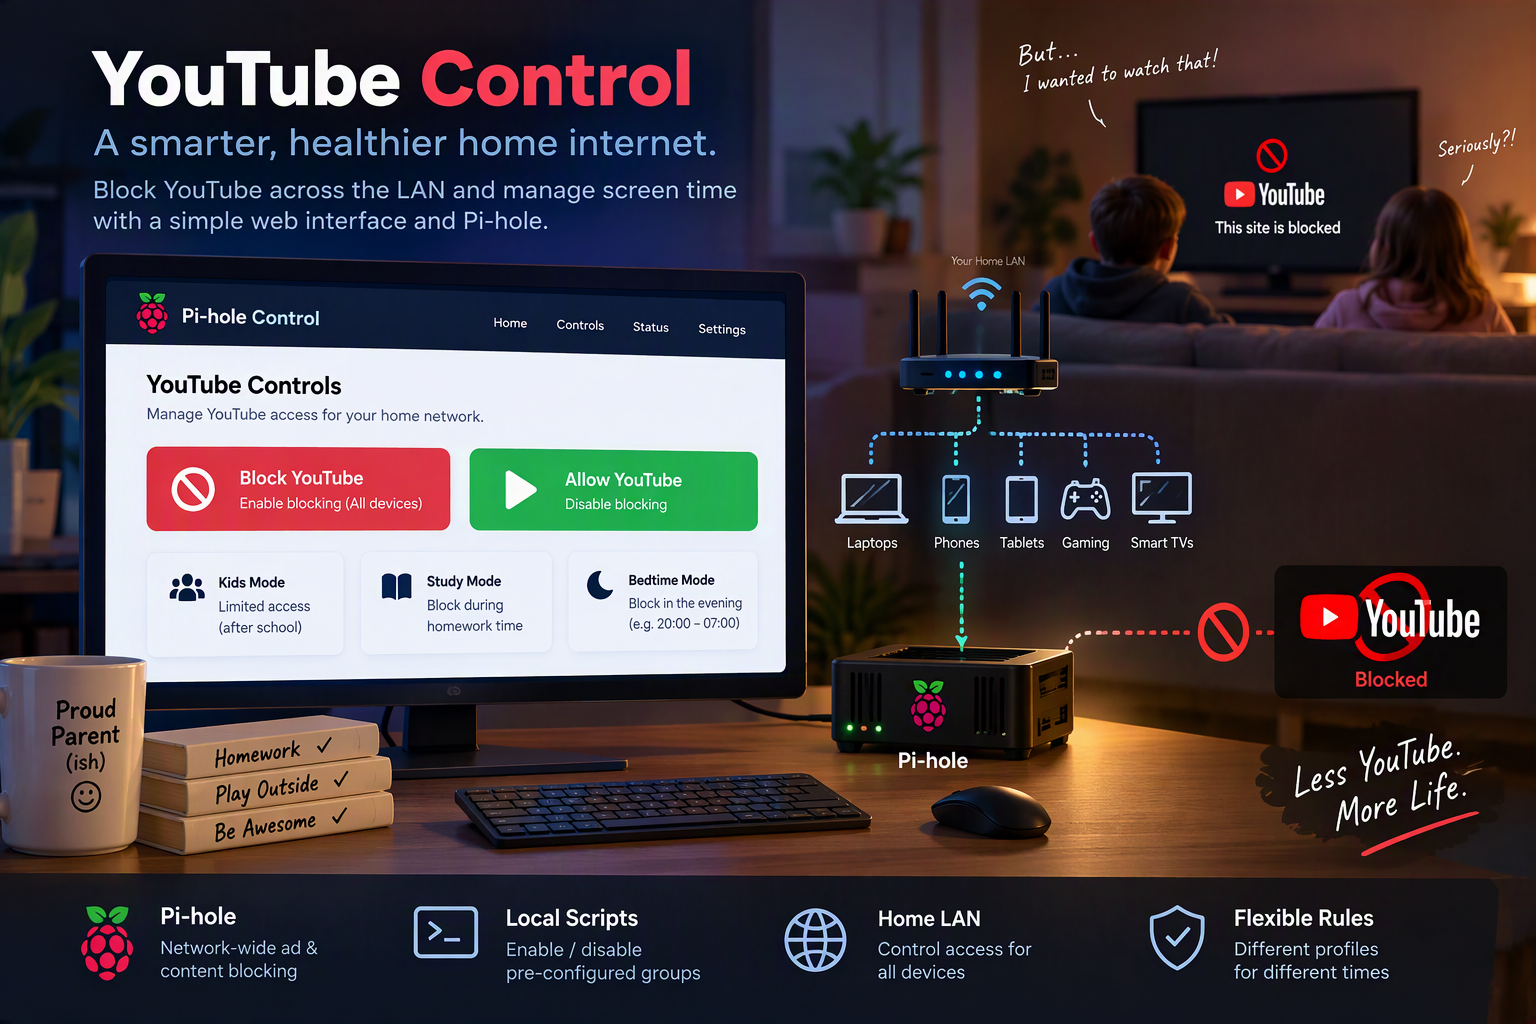 YouTube Control
A smarter, healthier home internet.
Block YouTube across the LAN and manage screen time
with a simple web interface and Pi-hole.
But...
I wanted to watch that!
Seriously?!
YouTube
This site is blocked
Your Home LAN
Pi-hole Control
Home
Controls
Status
Settings
YouTube Controls
Manage YouTube access for your home network.
Block YouTube
Enable blocking (All devices)
Allow YouTube
Disable blocking
Kids Mode
Limited access
(after school)
Study Mode
Block during
homework time
Bedtime Mode
Block in the evening
(e.g. 20:00 – 07:00)
Laptops
Phones
Tablets
Gaming
Smart TVs
YouTube
Blocked
Pi-hole
Proud
Parent
(ish)
Homework ✓
Play Outside ✓
Be Awesome ✓
Less YouTube.
More Life.
Pi-hole
Network-wide ad &
content blocking
Local Scripts
Enable / disable
pre-configured groups
Home LAN
Control access for
all devices
Flexible Rules
Different profiles
for different times